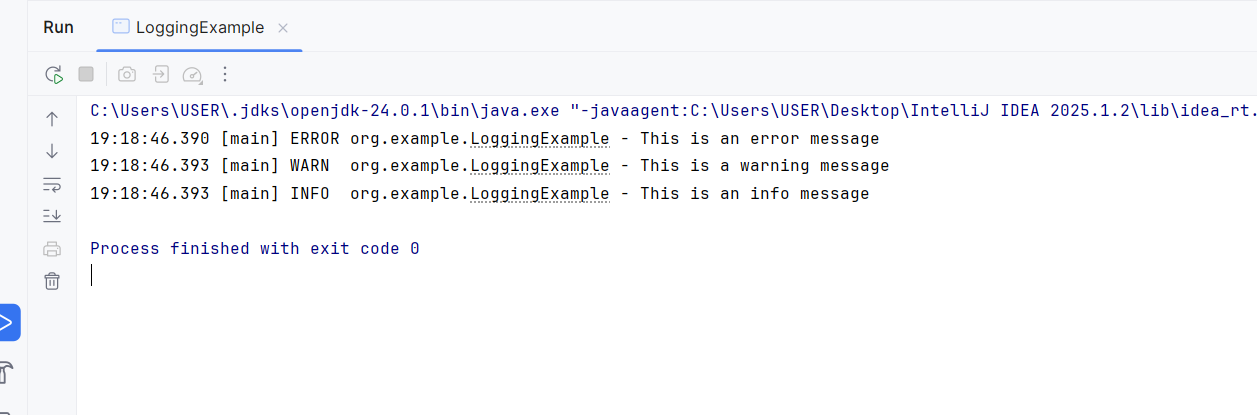 Run LoggingExample
C:\Users\USER\.jdks\openjdk-24.0.1\bin\java.exe "-javaagent:C:\Users\USER\Desktop\IntelliJ IDEA 2025.1.2\lib\idea_rt.
19:18:46.390 [main] ERROR org.example.LoggingExample - This is an error message
19:18:46.393 [main] WARN  org.example.LoggingExample - This is a warning message
19:18:46.393 [main] INFO  org.example.LoggingExample - This is an info message
Process finished with exit code 0